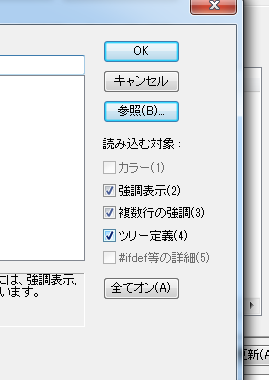 OK
キャンセル
参照(B)...
読み込む対象：
カラー(1)
強調表示(2)
複数行の強調(3)
ツリー定義(4)
#ifdef等の詳細(5)
には、強調表示,
います。
全てオン(A)
更新(A